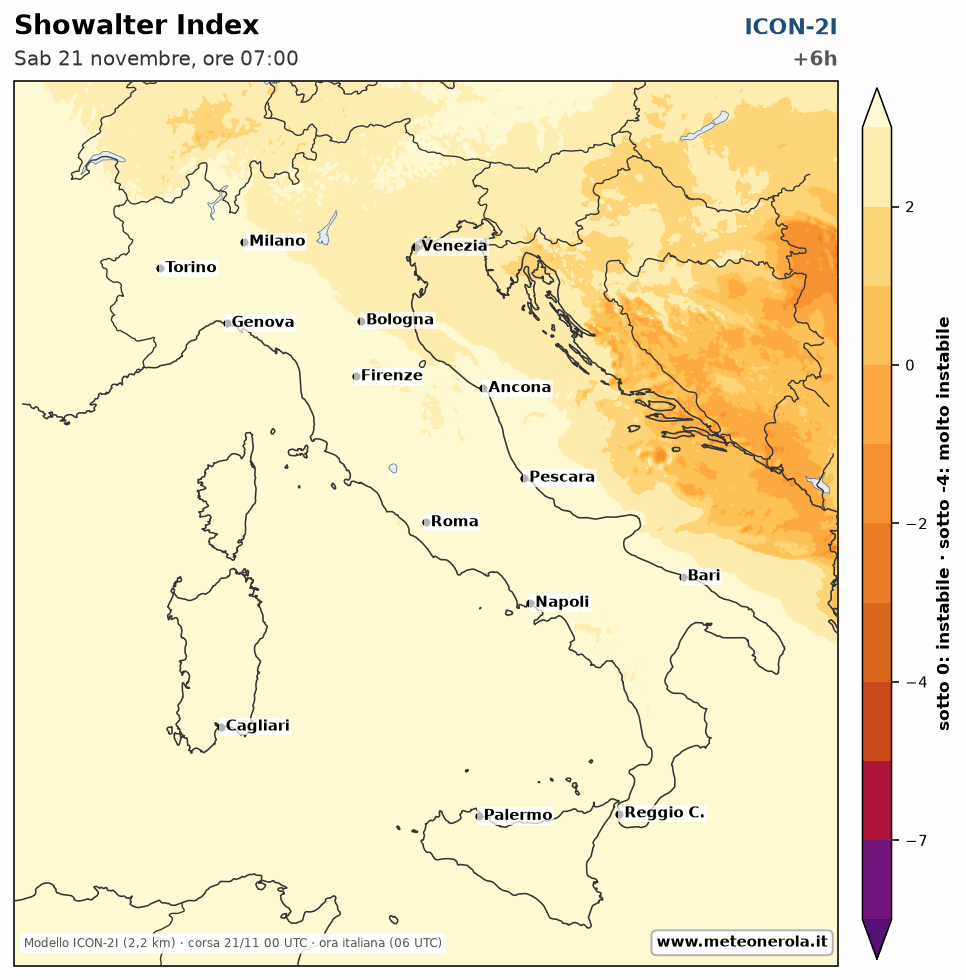 Showalter Index
ICON-2I
Sab 21 novembre, ore 07:00
+6h
Milano
Venezia
Torino
Genova
Bologna
Firenze
Ancona
Pescara
Roma
Bari
Napoli
Cagliari
Palermo
Reggio C.
2
0
−2
−4
−7
sotto 0: instabile · sotto -4: molto instabile
Modello ICON-2I (2,2 km) · corsa 21/11 00 UTC · ora italiana (06 UTC)
www.meteonerola.it